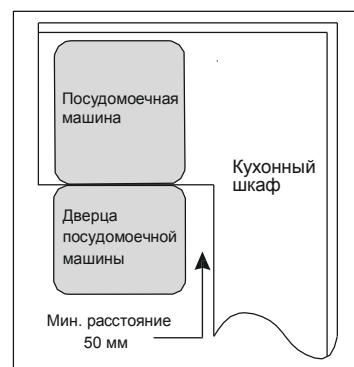 Посудомоечная
машина
Кухонный
шкаф
Дверца
посудомоечной
машины
Мин. расстояние
50 мм